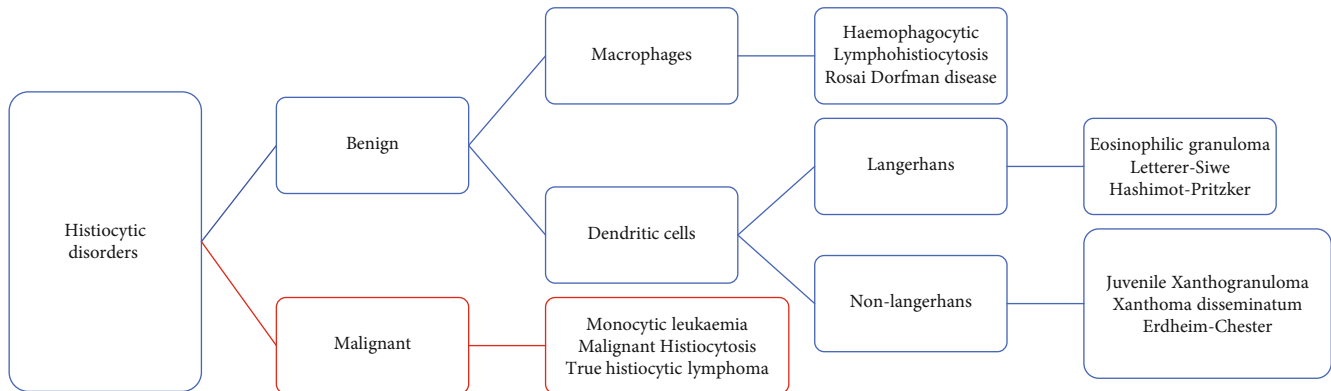 Histiocytic
disorders
Benign
Malignant
Macrophages
Dendritic cells
Monocytic leukaemia
Malignant Histiocytosis
True histiocytic lymphoma
Haemophagocytic
Lymphohistiocytosis
Rosai Dorfman disease
Langerhans
Non-langerhans
Eosinophilic granuloma
Letterer-Siwe
Hashimot-Pritzker
Juvenile Xanthogranuloma
Xanthoma disseminatum
Erdheim-Chester